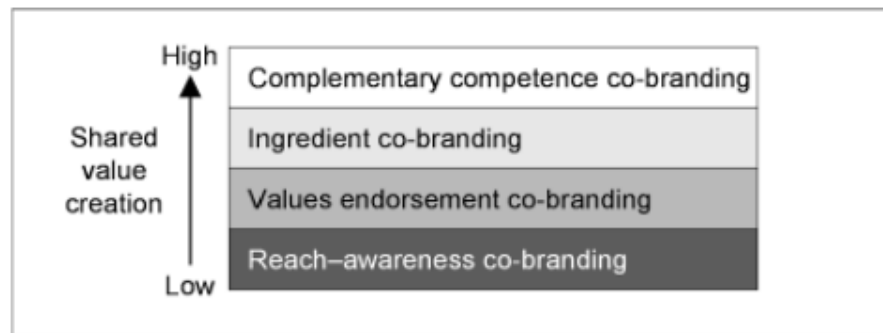 High
Complementary competence co-branding
Ingredient co-branding
Shared
value
creation
Values endorsement co-branding
Reach–awareness co-branding
Low